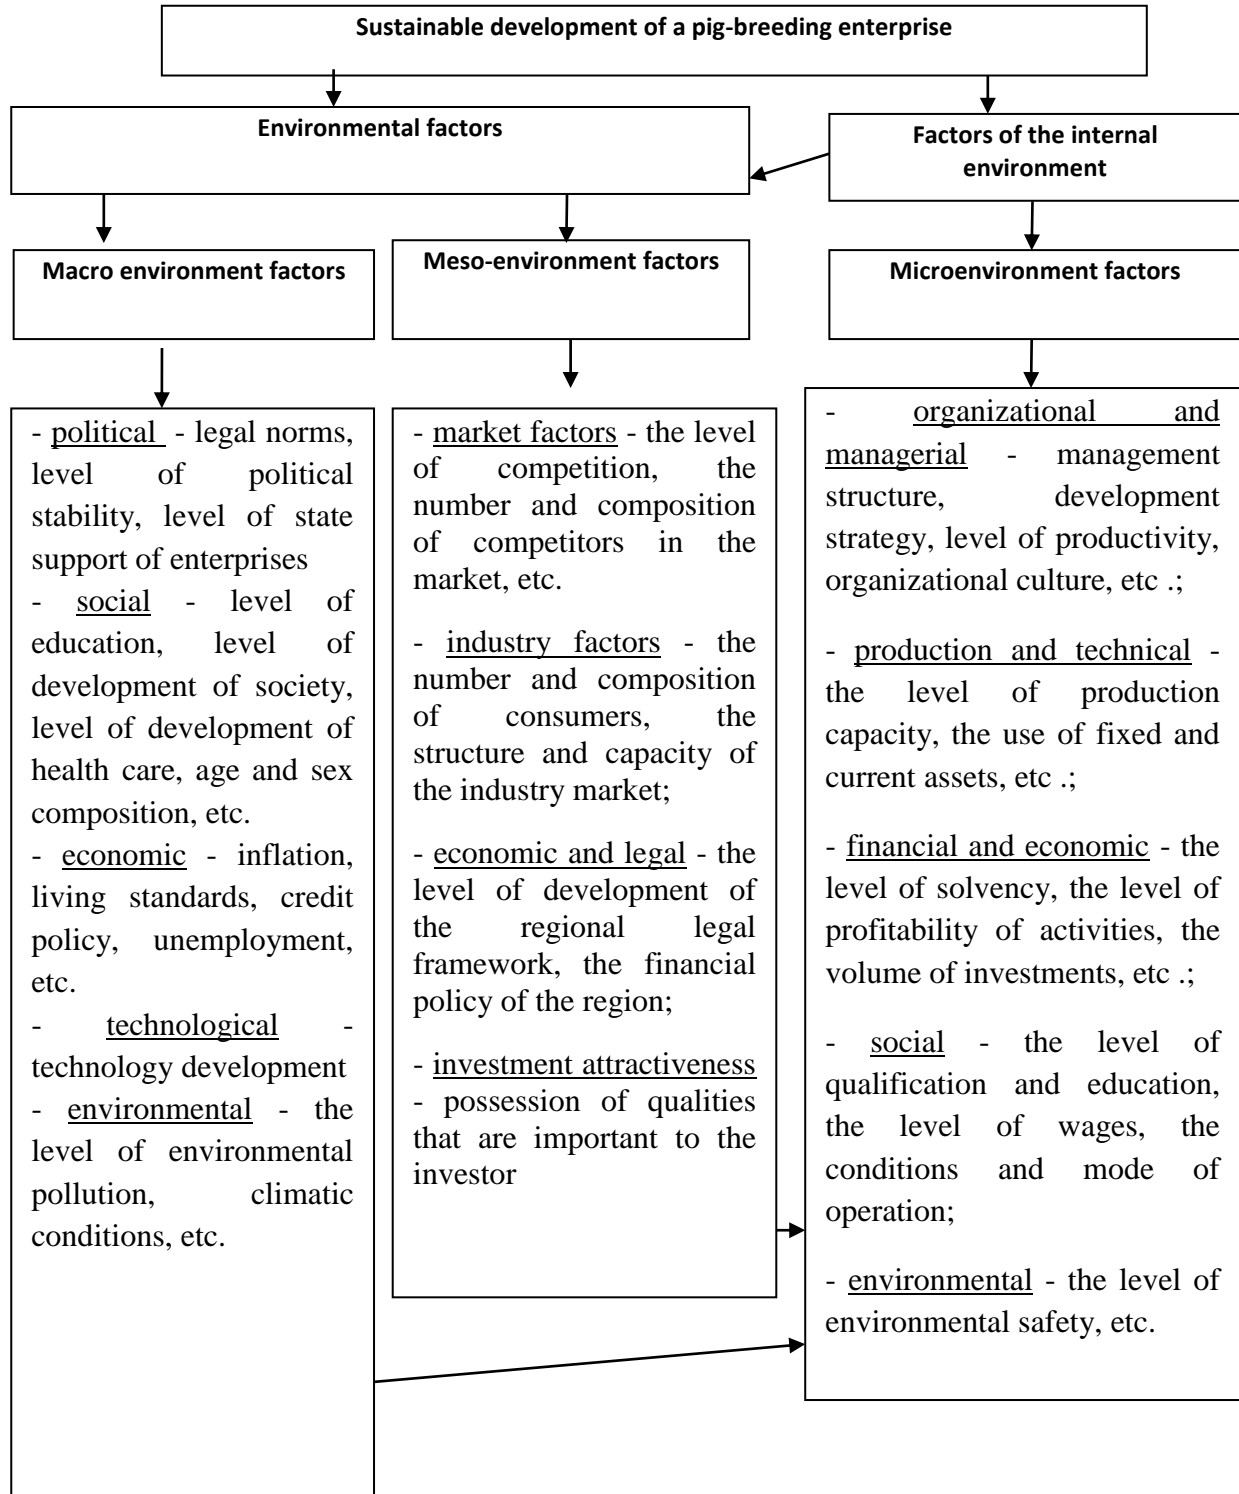 Sustainable development of a pig-breeding enterprise
Environmental factors
Factors of the internal
environment
Macro environment factors
Meso-environment factors
Microenvironment factors
- political - legal norms,
level of political
stability, level of state
support of enterprises
- social - level of
education, level of
development of society,
level of development of
health care, age and sex
composition, etc.
- economic - inflation,
living standards, credit
policy, unemployment,
etc.
- technological -
technology development
- environmental - the
level of environmental
pollution, climatic
conditions, etc.
- market factors - the level
of competition, the
number and composition
of competitors in the
market, etc.
- industry factors - the
number and composition
of consumers, the
structure and capacity of
the industry market;
- economic and legal - the
level of development of
the regional legal
framework, the financial
policy of the region;
- investment attractiveness
- possession of qualities
that are important to the
investor
- organizational and
managerial - management
structure, development
strategy, level of productivity,
organizational culture, etc .;
- production and technical -
the level of production
capacity, the use of fixed and
current assets, etc .;
- financial and economic - the
level of solvency, the level of
profitability of activities, the
volume of investments, etc .;
- social - the level of
qualification and education,
the level of wages, the
conditions and mode of
operation;
- environmental - the level of
environmental safety, etc.